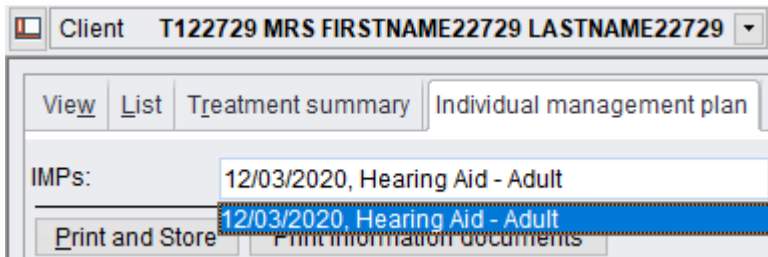 Client T122729 MRS FIRSTNAME22729 LASTNAME22729
View List Treatment summary Individual management plan
IMPs: 12/03/2020, Hearing Aid - Adult
12/03/2020, Hearing Aid - Adult
Print and Store Print information documents